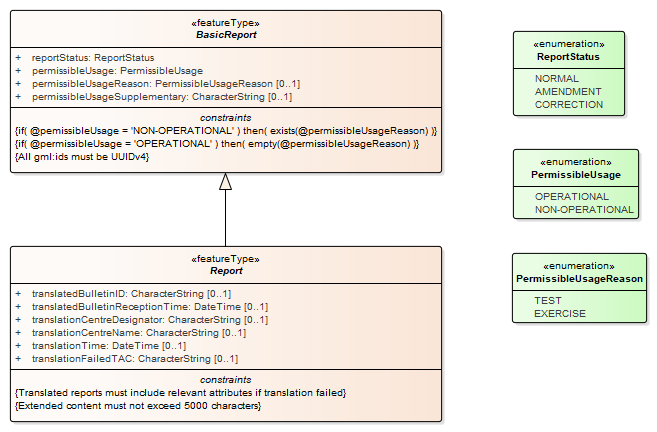 «featureType»
BasicReport
+ reportStatus: ReportStatus
+ permissibleUsage: PermissibleUsage
+ permissibleUsageReason: PermissibleUsageReason [0..1]
+ permissibleUsageSupplementary: CharacterString [0..1]
constraints
{if( @pemissibleUsage = 'NON-OPERATIONAL' ) then( exists(@permissibleUsageReason) )}
{if( @pemissibleUsage = 'OPERATIONAL' ) then( empty(@permissibleUsageReason) )}
{All gml:ids must be UUIDv4}
«featureType»
Report
+ translatedBulletinID: CharacterString [0..1]
+ translatedBulletinReceptionTime: DateTime [0..1]
+ translationCentreDesignator: CharacterString [0..1]
+ translationCentreName: CharacterString [0..1]
+ translationTime: DateTime [0..1]
+ translationFailedTAC: CharacterString [0..1]
constraints
{Translated reports must include relevant attributes if translation failed}
{Extended content must not exceed 5000 characters}
«enumeration»
ReportStatus
NORMAL
AMENDMENT
CORRECTION
«enumeration»
PermissibleUsage
OPERATIONAL
NON-OPERATIONAL
«enumeration»
PermissibleUsageReason
TEST
EXERCISE